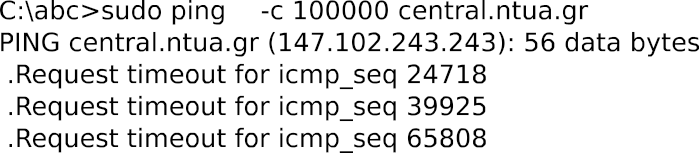 C:\abc>sudo ping    -c 100000 central.ntua.gr
PING central.ntua.gr (147.102.243.243): 56 data bytes
.Request timeout for icmp_seq 24718
.Request timeout for icmp_seq 39925
.Request timeout for icmp_seq 65808